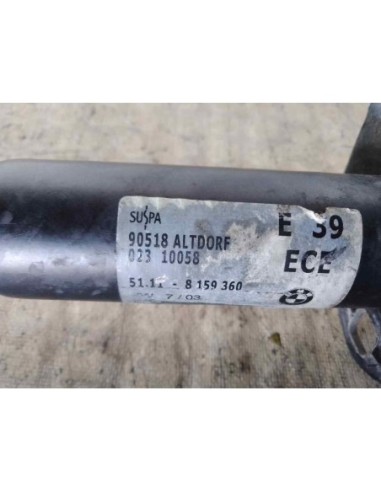 SUSPA
E 39
90518 ALTDORF
023 10058
ECE
51.11 - 8 159 360
7/03